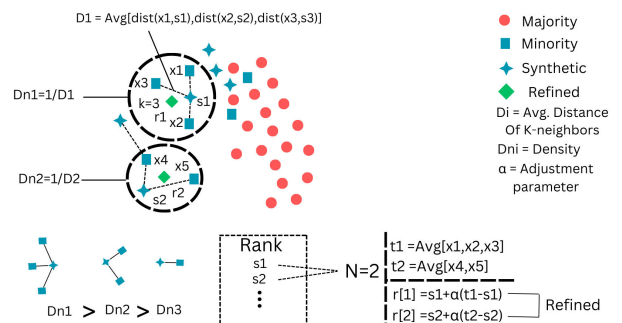 D1 = Avg[dist(x1,s1),dist(x2,s2),dist(x3,s3)]
Majority
Minority
Synthetic
Refined
Di = Avg. Distance
Of K-neighbors
Dni = Density
α = Adjustment
parameter
x1
x3
s1
k=3
r1
x2
Dn1=1/D1
x4
x5
Dn2=1/D2
r2
s2
Dn1 > Dn2 > Dn3
Rank
s1
s2
N=2
t1 =Avg[x1,x2,x3]
t2 =Avg[x4,x5]
r[1] =s1+α(t1-s1)
r[2] =s2+α(t2-s2)
Refined